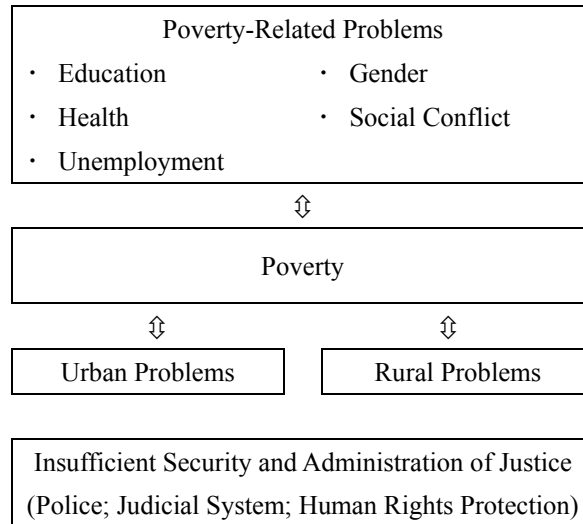 Poverty-Related Problems
・ Education ・ Gender
・ Health ・ Social Conflict
・ Unemployment
⇳
Poverty
⇳ ⇳
Urban Problems Rural Problems
Insufficient Security and Administration of Justice
(Police; Judicial System; Human Rights Protection)